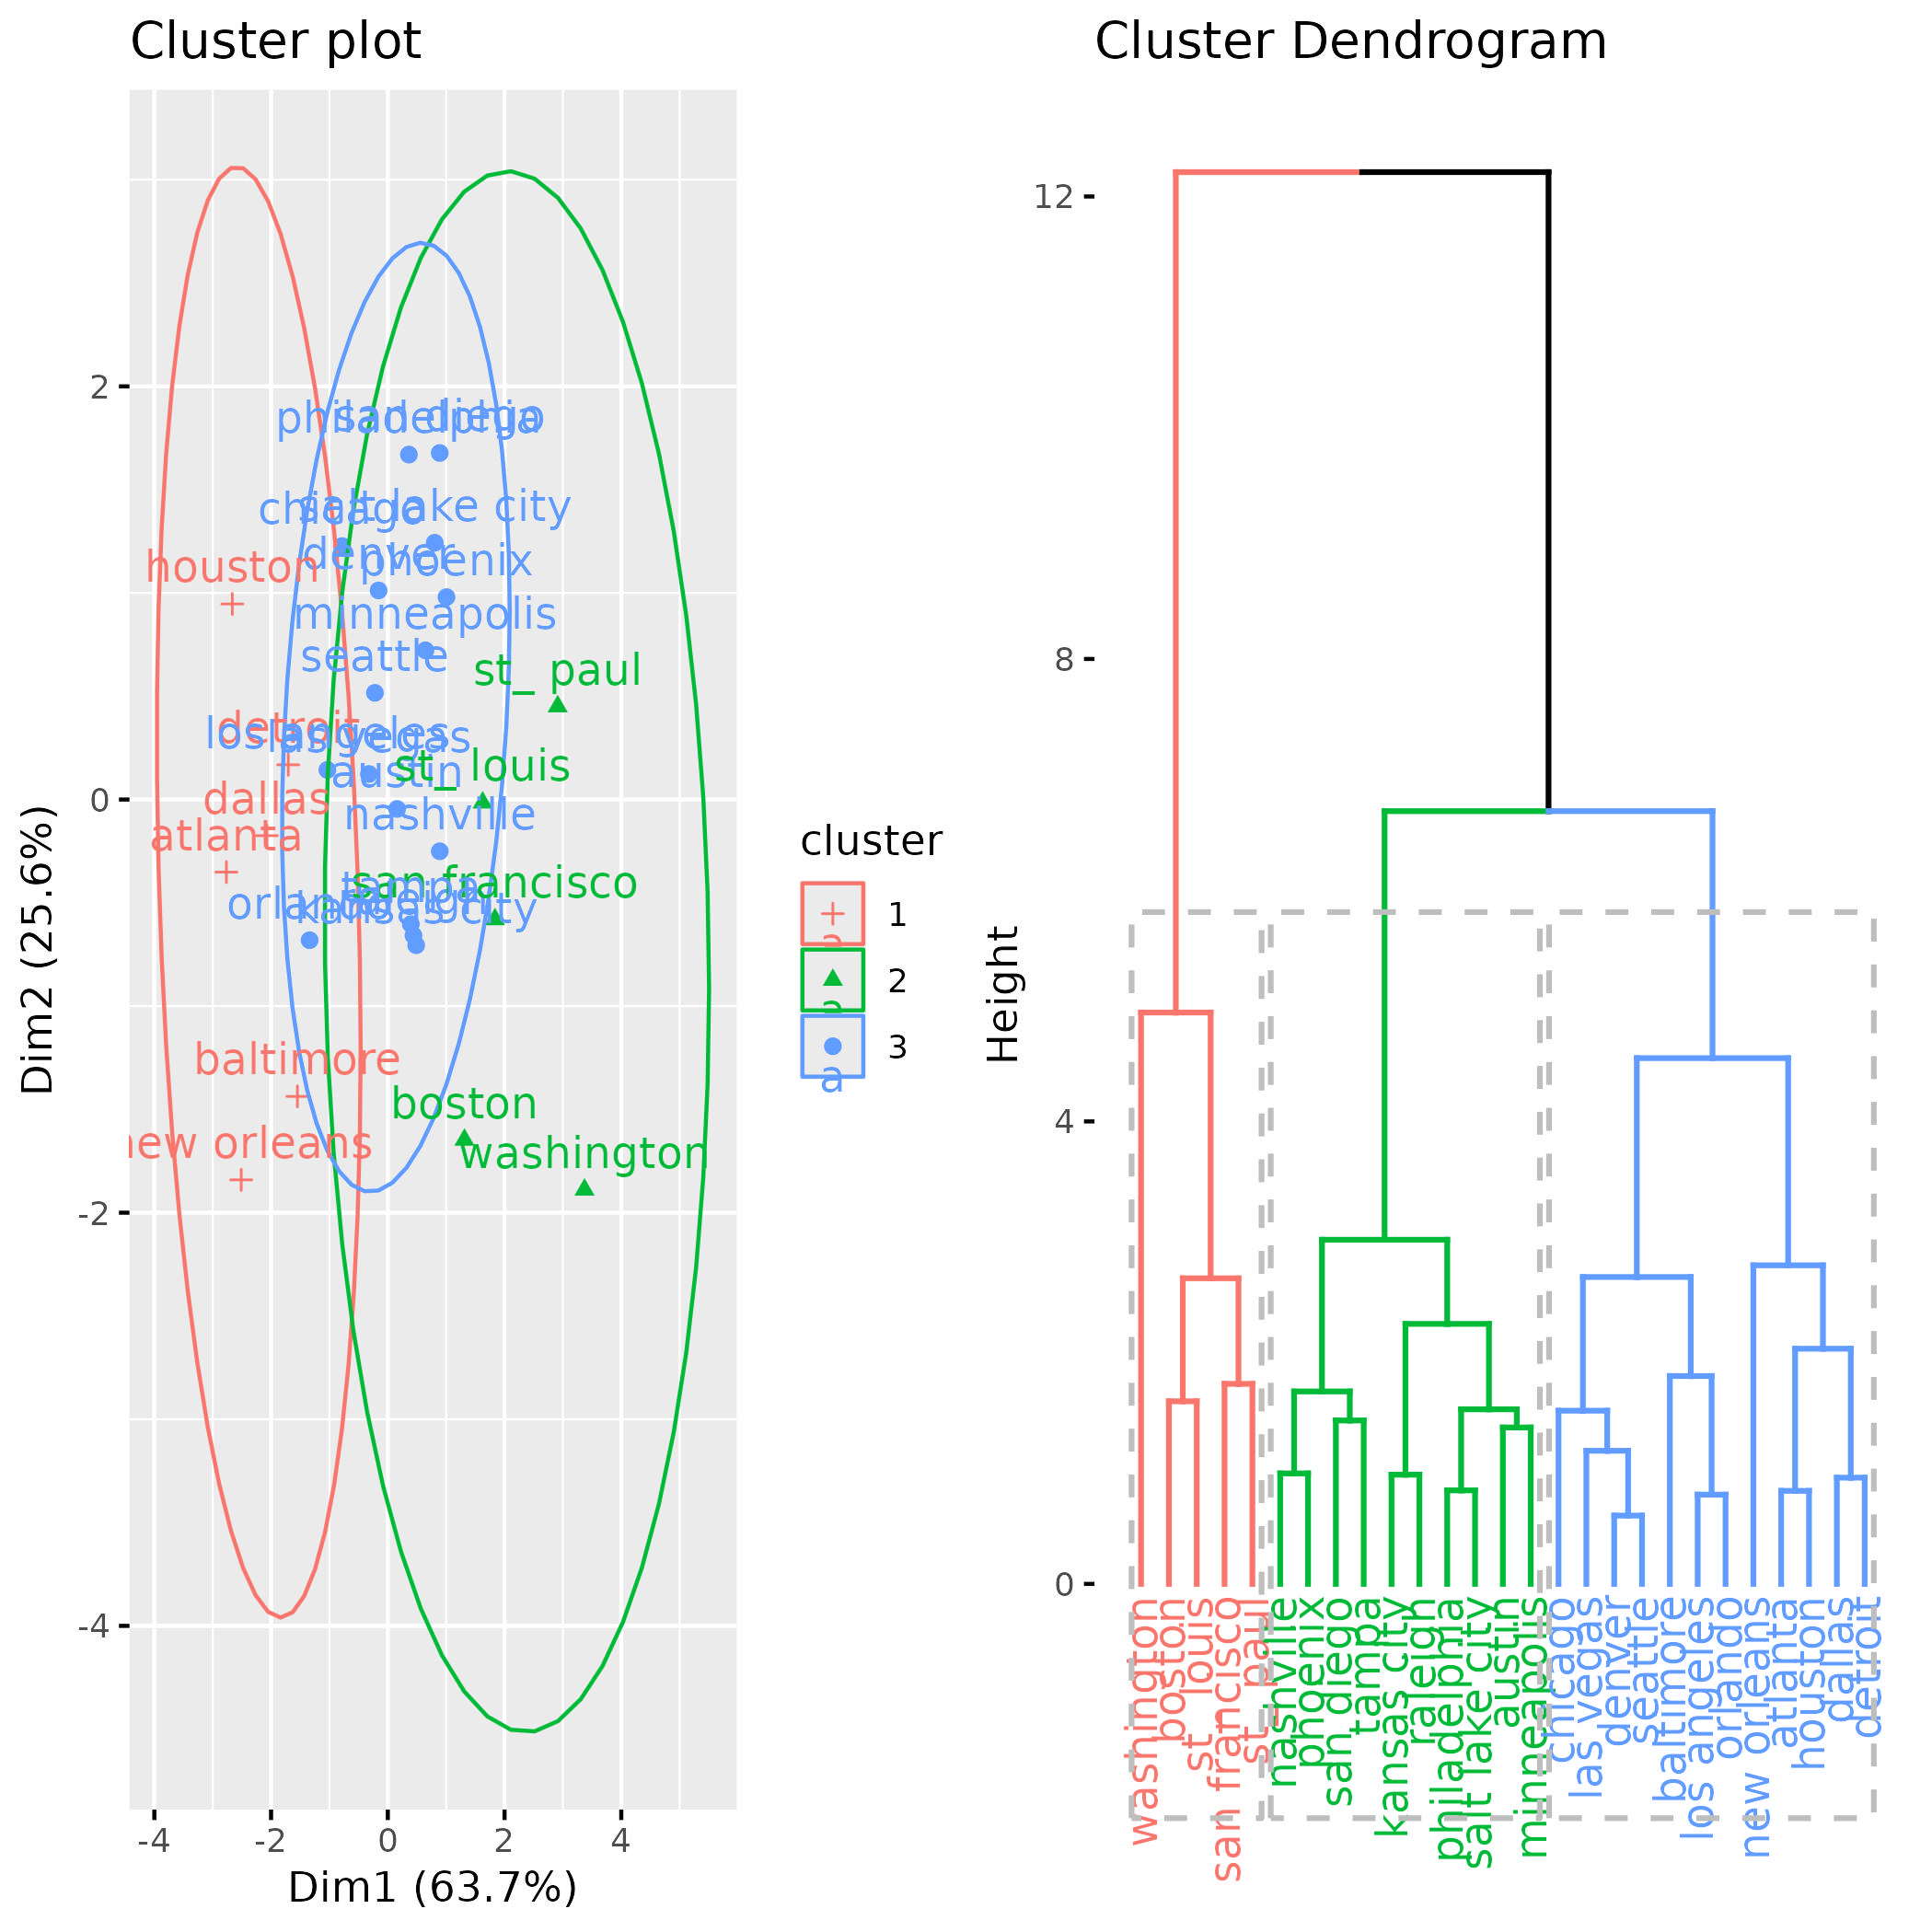 Cluster plot
Cluster Dendrogram
2
0
-2
-4
Dim2 (25.6%)
-4
-2
0
2
4
Dim1 (63.7%)
philadelphia
san diego
chicago
salt lake city
denver
phoenix
houston
minneapolis
seattle
st_ paul
detroit
los angeles
las vegas
st_ louis
austin
dallas
nashville
atlanta
tampa
san francisco
raleigh
orlando
kansas city
baltimore
boston
new orleans
washington
cluster
a
1
a
2
a
3
12
8
4
0
Height
washington
boston
st_ louis
san francisco
st_ paul
nashville
phoenix
san diego
tampa
kansas city
raleigh
philadelphia
salt lake city
austin
minneapolis
chicago
las vegas
denver
seattle
baltimore
los angeles
orlando
new orleans
atlanta
houston
dallas
detroit